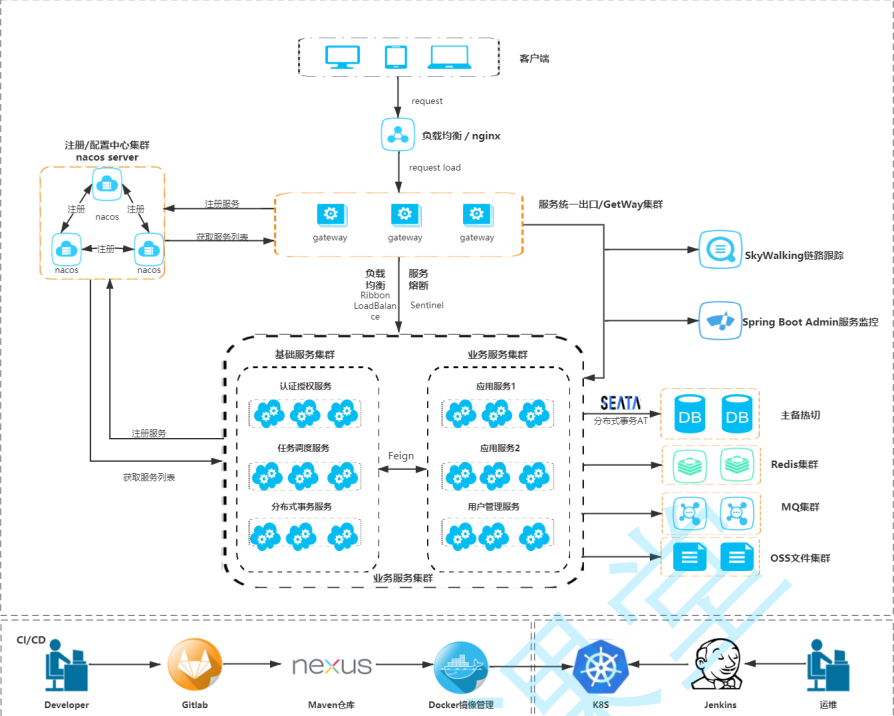 客户端
request
负载均衡 / nginx
request load
注册/配置中心集群
nacos server
注册
nacos
注册
注册
nacos
nacos
注册服务
获取服务列表
gateway
gateway
gateway
服务统一出口/GetWay集群
SkyWalking链路跟踪
Spring Boot Admin服务监控
负载
均衡
Ribbon
LoadBalan
ce
服务
熔断
Sentinel
基础服务集群
认证授权服务
任务调度服务
分布式事务服务
Feign
业务服务集群
应用服务1
应用服务2
用户管理服务
业务服务集群
注册服务
获取服务列表
SEATA
分布式事务AT
DB
DB
主备热切
Redis集群
MQ集群
OSS文件集群
CI/CD
Developer
Gitlab
nexus
Maven仓库
Docker镜像管理
K8S
Jenkins
运维
课堂